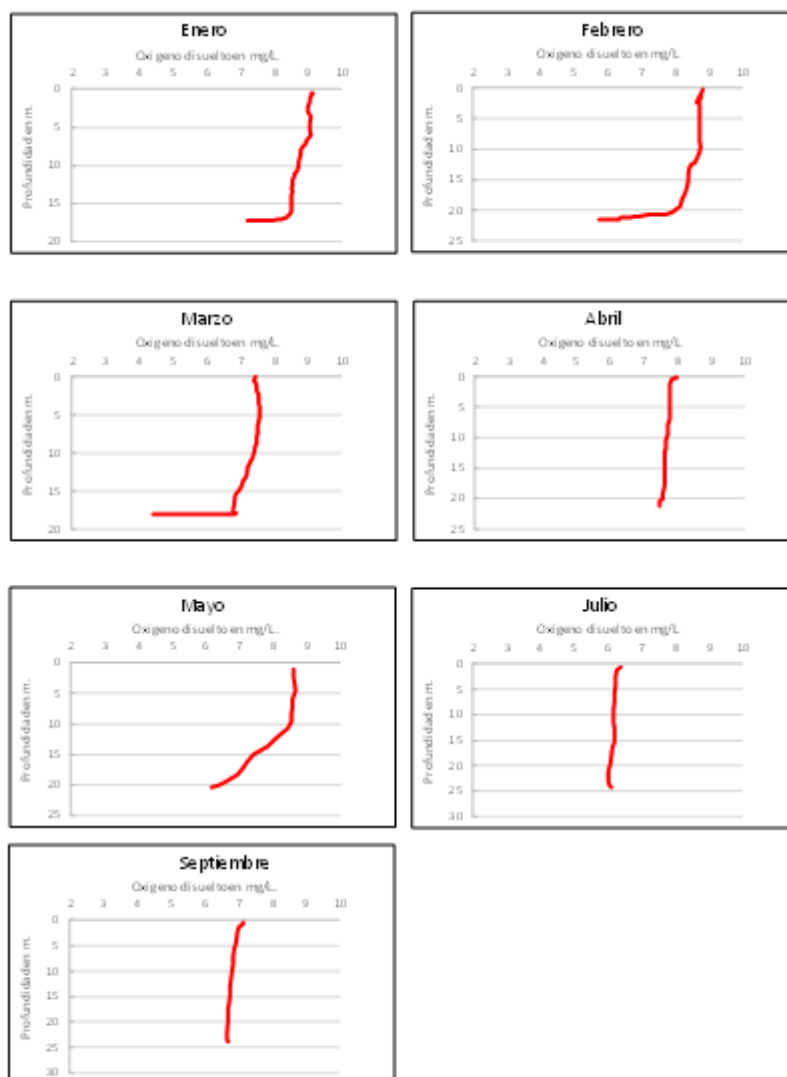 Enero
Oxigeno disuelto en mg/L.
2 3 4 5 6 7 8 9 10
Profundidad en m.
0
5
10
15
20
Febrero
Oxigeno disuelto en mg/L.
2 3 4 5 6 7 8 9 10
Profundidad en m.
0
5
10
15
20
25
Marzo
Oxigeno disuelto en mg/L.
2 3 4 5 6 7 8 9 10
Profundidad en m.
0
5
10
15
20
Abril
Oxigeno disuelto en mg/L.
2 3 4 5 6 7 8 9 10
Profundidad en m.
0
5
10
15
20
25
Mayo
Oxigeno disuelto en mg/L.
2 3 4 5 6 7 8 9 10
Profundidad en m.
0
5
10
15
20
25
Julio
Oxigeno disuelto en mg/L.
2 3 4 5 6 7 8 9 10
Profundidad en m.
0
5
10
15
20
25
30
Septiembre
Oxigeno disuelto en mg/L.
2 3 4 5 6 7 8 9 10
Profundidad en m.
0
5
10
15
20
25
30